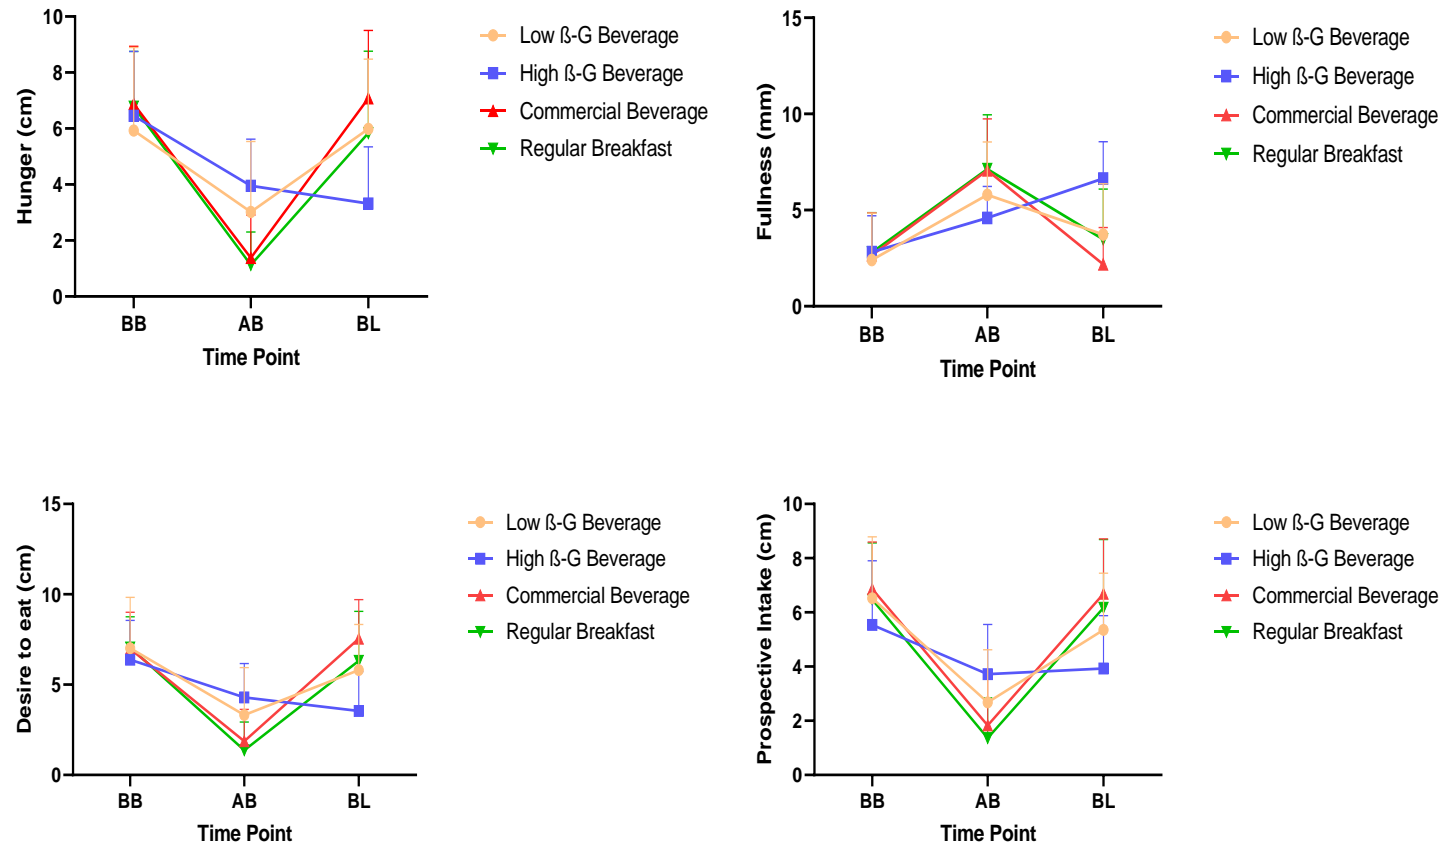 Hunger (cm)
10
8
6
4
2
0
BB AB BL
Time Point
Low ß-G Beverage
High ß-G Beverage
Commercial Beverage
Regular Breakfast
Fullness (mm)
15
10
5
0
BB AB BL
Time Point
Low ß-G Beverage
High ß-G Beverage
Commercial Beverage
Regular Breakfast
Desire to eat (cm)
15
10
5
0
BB AB BL
Time Point
Low ß-G Beverage
High ß-G Beverage
Commercial Beverage
Regular Breakfast
Prospective Intake (cm)
10
8
6
4
2
0
BB AB BL
Time Point
Low ß-G Beverage
High ß-G Beverage
Commercial Beverage
Regular Breakfast